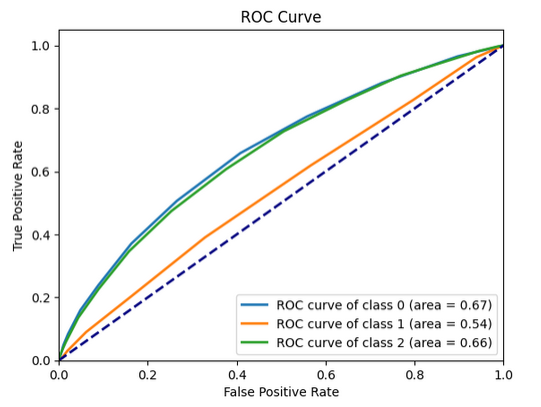 ROC Curve
True Positive Rate
1.0
0.8
0.6
0.4
0.2
0.0
ROC curve of class 0 (area = 0.67)
ROC curve of class 1 (area = 0.54)
ROC curve of class 2 (area = 0.66)
0.0 0.2 0.4 0.6 0.8 1.0
False Positive Rate